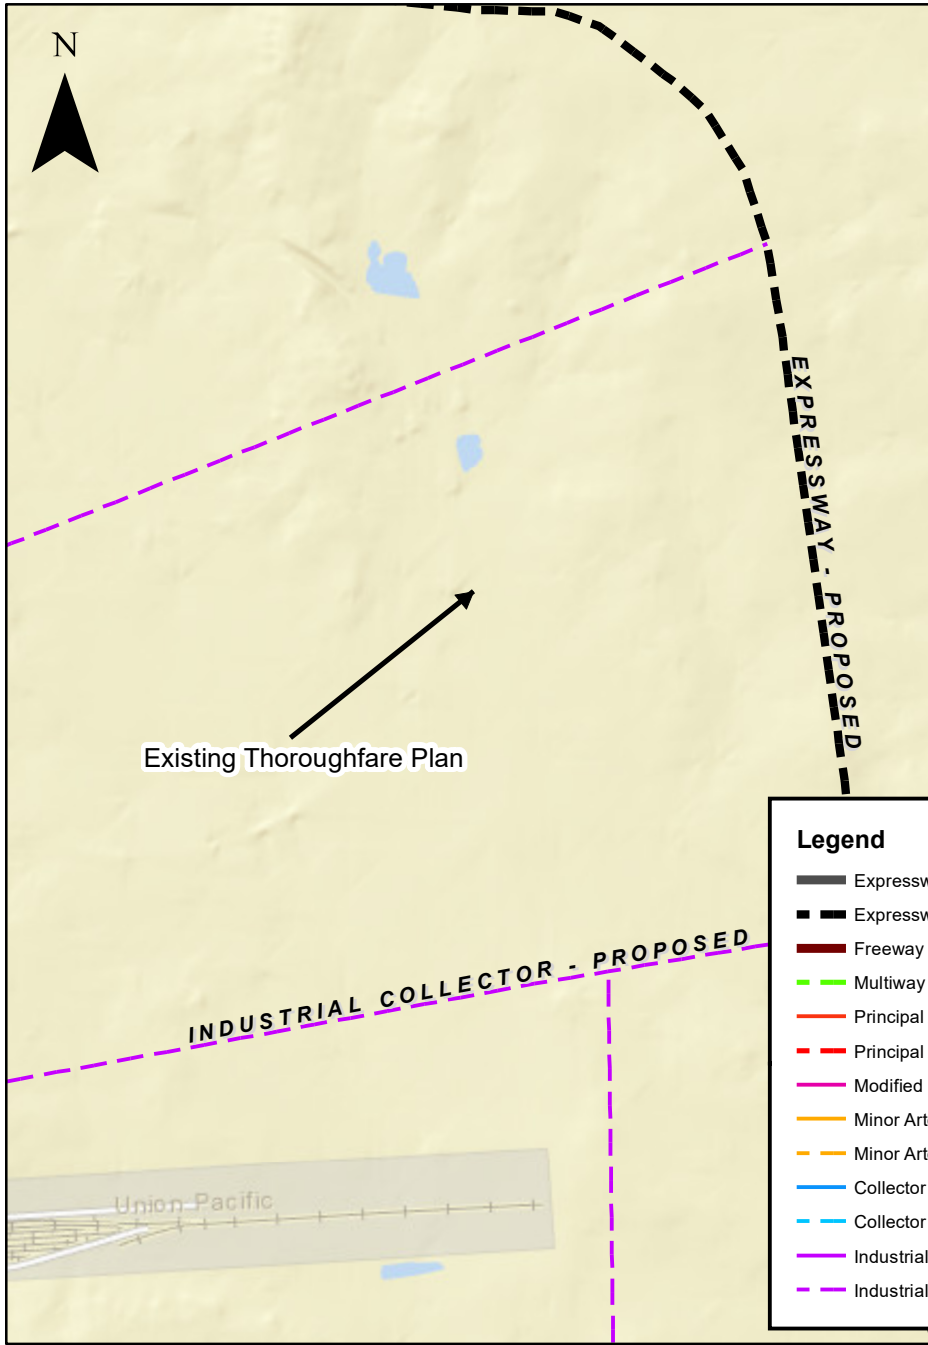 N
EXPRESSWAY - PROPOSED
Existing Thoroughfare Plan
INDUSTRIAL COLLECTOR - PROPOSED
Union Pacific
Legend
Expressw
Expressw
Freeway
Multiway
Principal
Principal
Modified
Minor Art
Minor Art
Collector
Collector
Industrial
Industrial